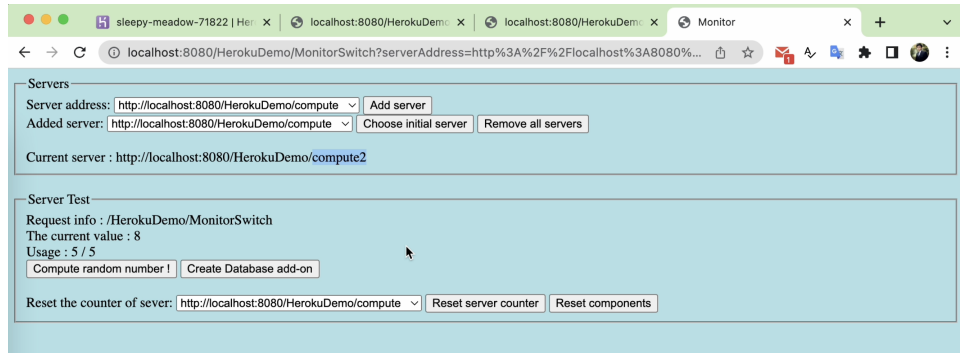 sleepy-meadow-71822 | Her
localhost:8080/HerokuDemo
localhost:8080/HerokuDemo
Monitor
localhost:8080/HerokuDemo/MonitorSwitch?serverAddress=http%3A%2F%2Flocalhost%3A8080%...
1
Servers
Server address: http://localhost:8080/HerokuDemo/compute Add server
Added server: http://localhost:8080/HerokuDemo/compute Choose initial server Remove all servers
Current server : http://localhost:8080/HerokuDemo/compute2
Server Test
Request info : /HerokuDemo/MonitorSwitch
The current value : 8
Usage : 5 / 5
Compute random number ! Create Database add-on
Reset the counter of sever: http://localhost:8080/HerokuDemo/compute Reset server counter Reset components